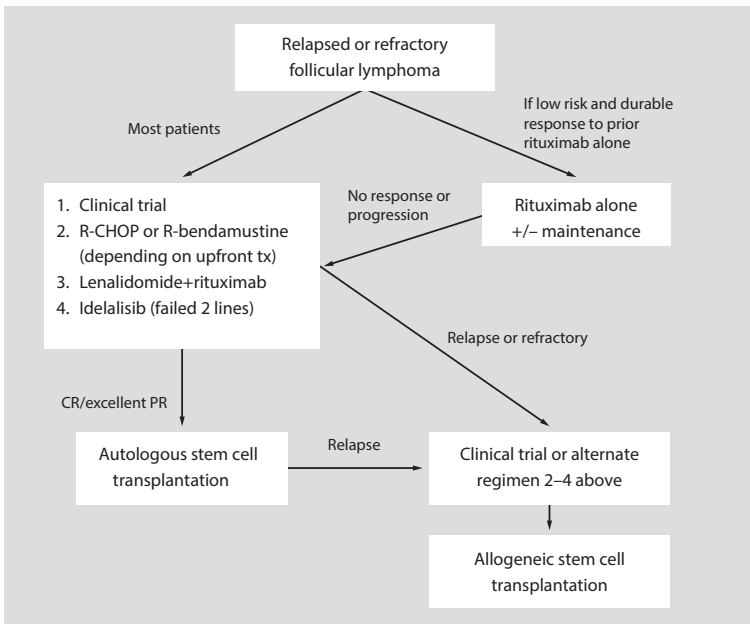 Relapsed or refractory
follicular lymphoma
Most patients
If low risk and durable
response to prior
rituximab alone
1. Clinical trial
2. R-CHOP or R-bendamustine
(depending on upfront tx)
3. Lenalidomide+rituximab
4. Idelalisib (failed 2 lines)
No response or
progression
Rituximab alone
+/– maintenance
Relapse or refractory
CR/excellent PR
Autologous stem cell
transplantation
Relapse
Clinical trial or alternate
regimen 2–4 above
Allogeneic stem cell
transplantation